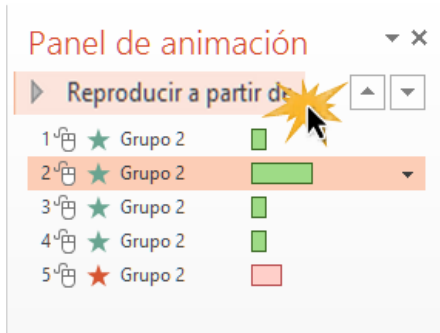 Panel de animación
Reproducir a partir de
1 Grupo 2
2 Grupo 2
3 Grupo 2
4 Grupo 2
5 Grupo 2